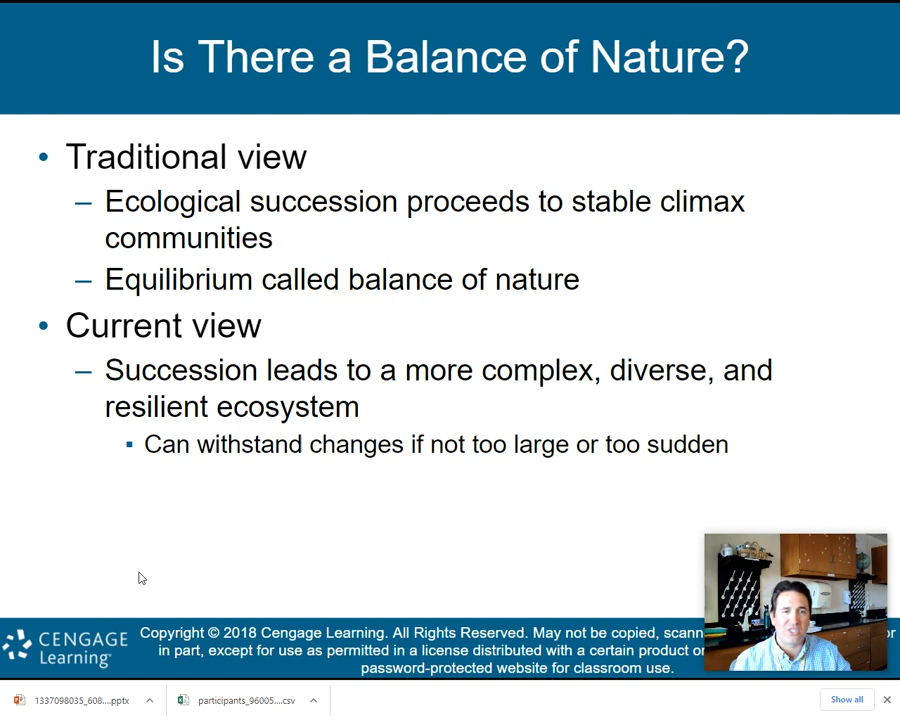 Is There a Balance of Nature?
• Traditional view
– Ecological succession proceeds to stable climax
communities
– Equilibrium called balance of nature
• Current view
– Succession leads to a more complex, diverse, and
resilient ecosystem
▪ Can withstand changes if not too large or too sudden
CENGAGE
Learning®
Copyright © 2018 Cengage Learning. All Rights Reserved. May not be copied,
in part, except for use as permitted in a license distributed with a certain product or
password-protected website for classroom use.
1337098035_608....pptx
participants_96005....csv
Show all